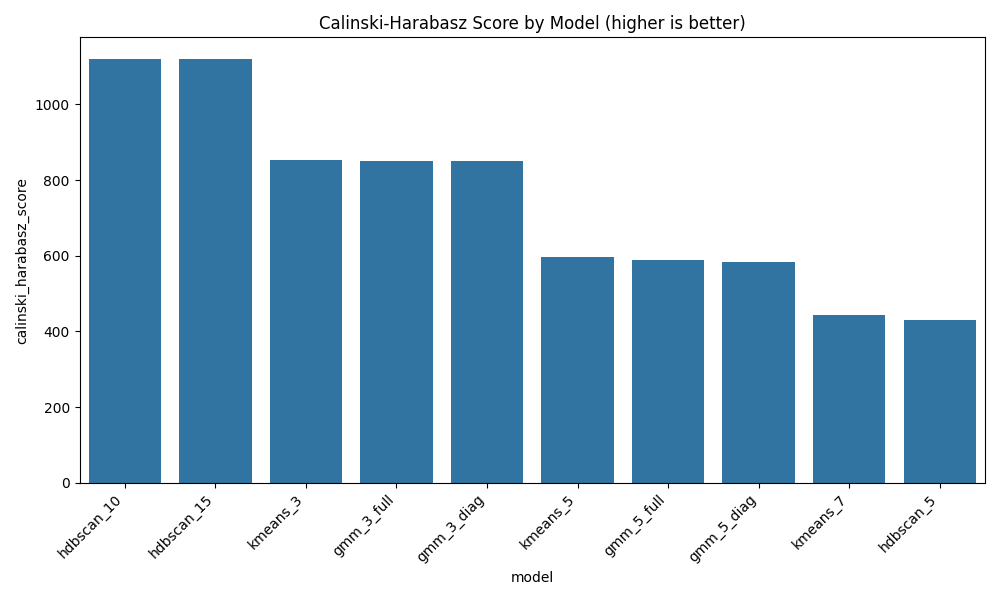 Calinski-Harabasz Score by Model (higher is better)
calinski_harabasz_score
1000
800
600
400
200
0
hdbscan_10
hdbscan_15
kmeans_3
gmm_3_full
gmm_3_diag
kmeans_5
gmm_5_full
gmm_5_diag
kmeans_7
hdbscan_5
model